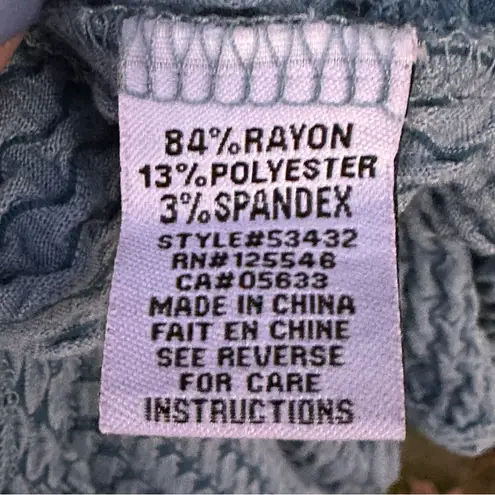 84%RAYON
13%POLYESTER
3%SPANDEX
STYLE#53432
RN#125546
CA#05633
MADE IN CHINA
FAIT EN CHINE
SEE REVERSE
FOR CARE
INSTRUCTIONS